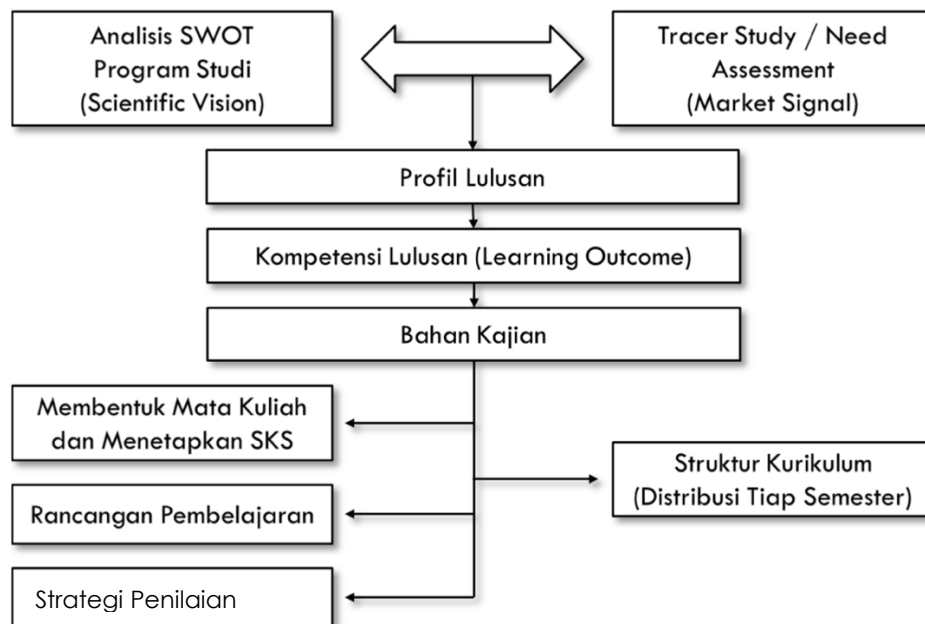 Analisis SWOT
Program Studi
(Scientific Vision)
Tracer Study / Need
Assessment
(Market Signal)
Profil Lulusan
Kompetensi Lulusan (Learning Outcome)
Bahan Kajian
Membentuk Mata Kuliah
dan Menetapkan SKS
Struktur Kurikulum
(Distribusi Tiap Semester)
Rancangan Pembelajaran
Strategi Penilaian